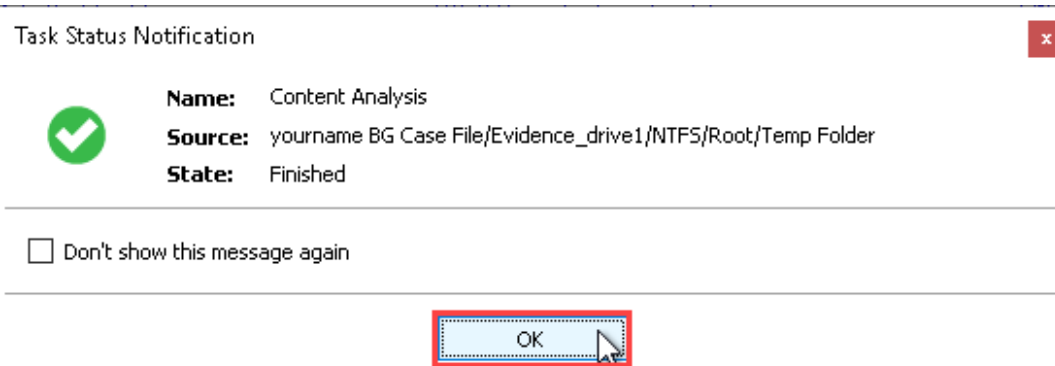 Task Status Notification
x
Name: Content Analysis
Source: yourname BG Case File/Evidence_drive1/NTFS/Root/Temp Folder
State: Finished
Don't show this message again
OK